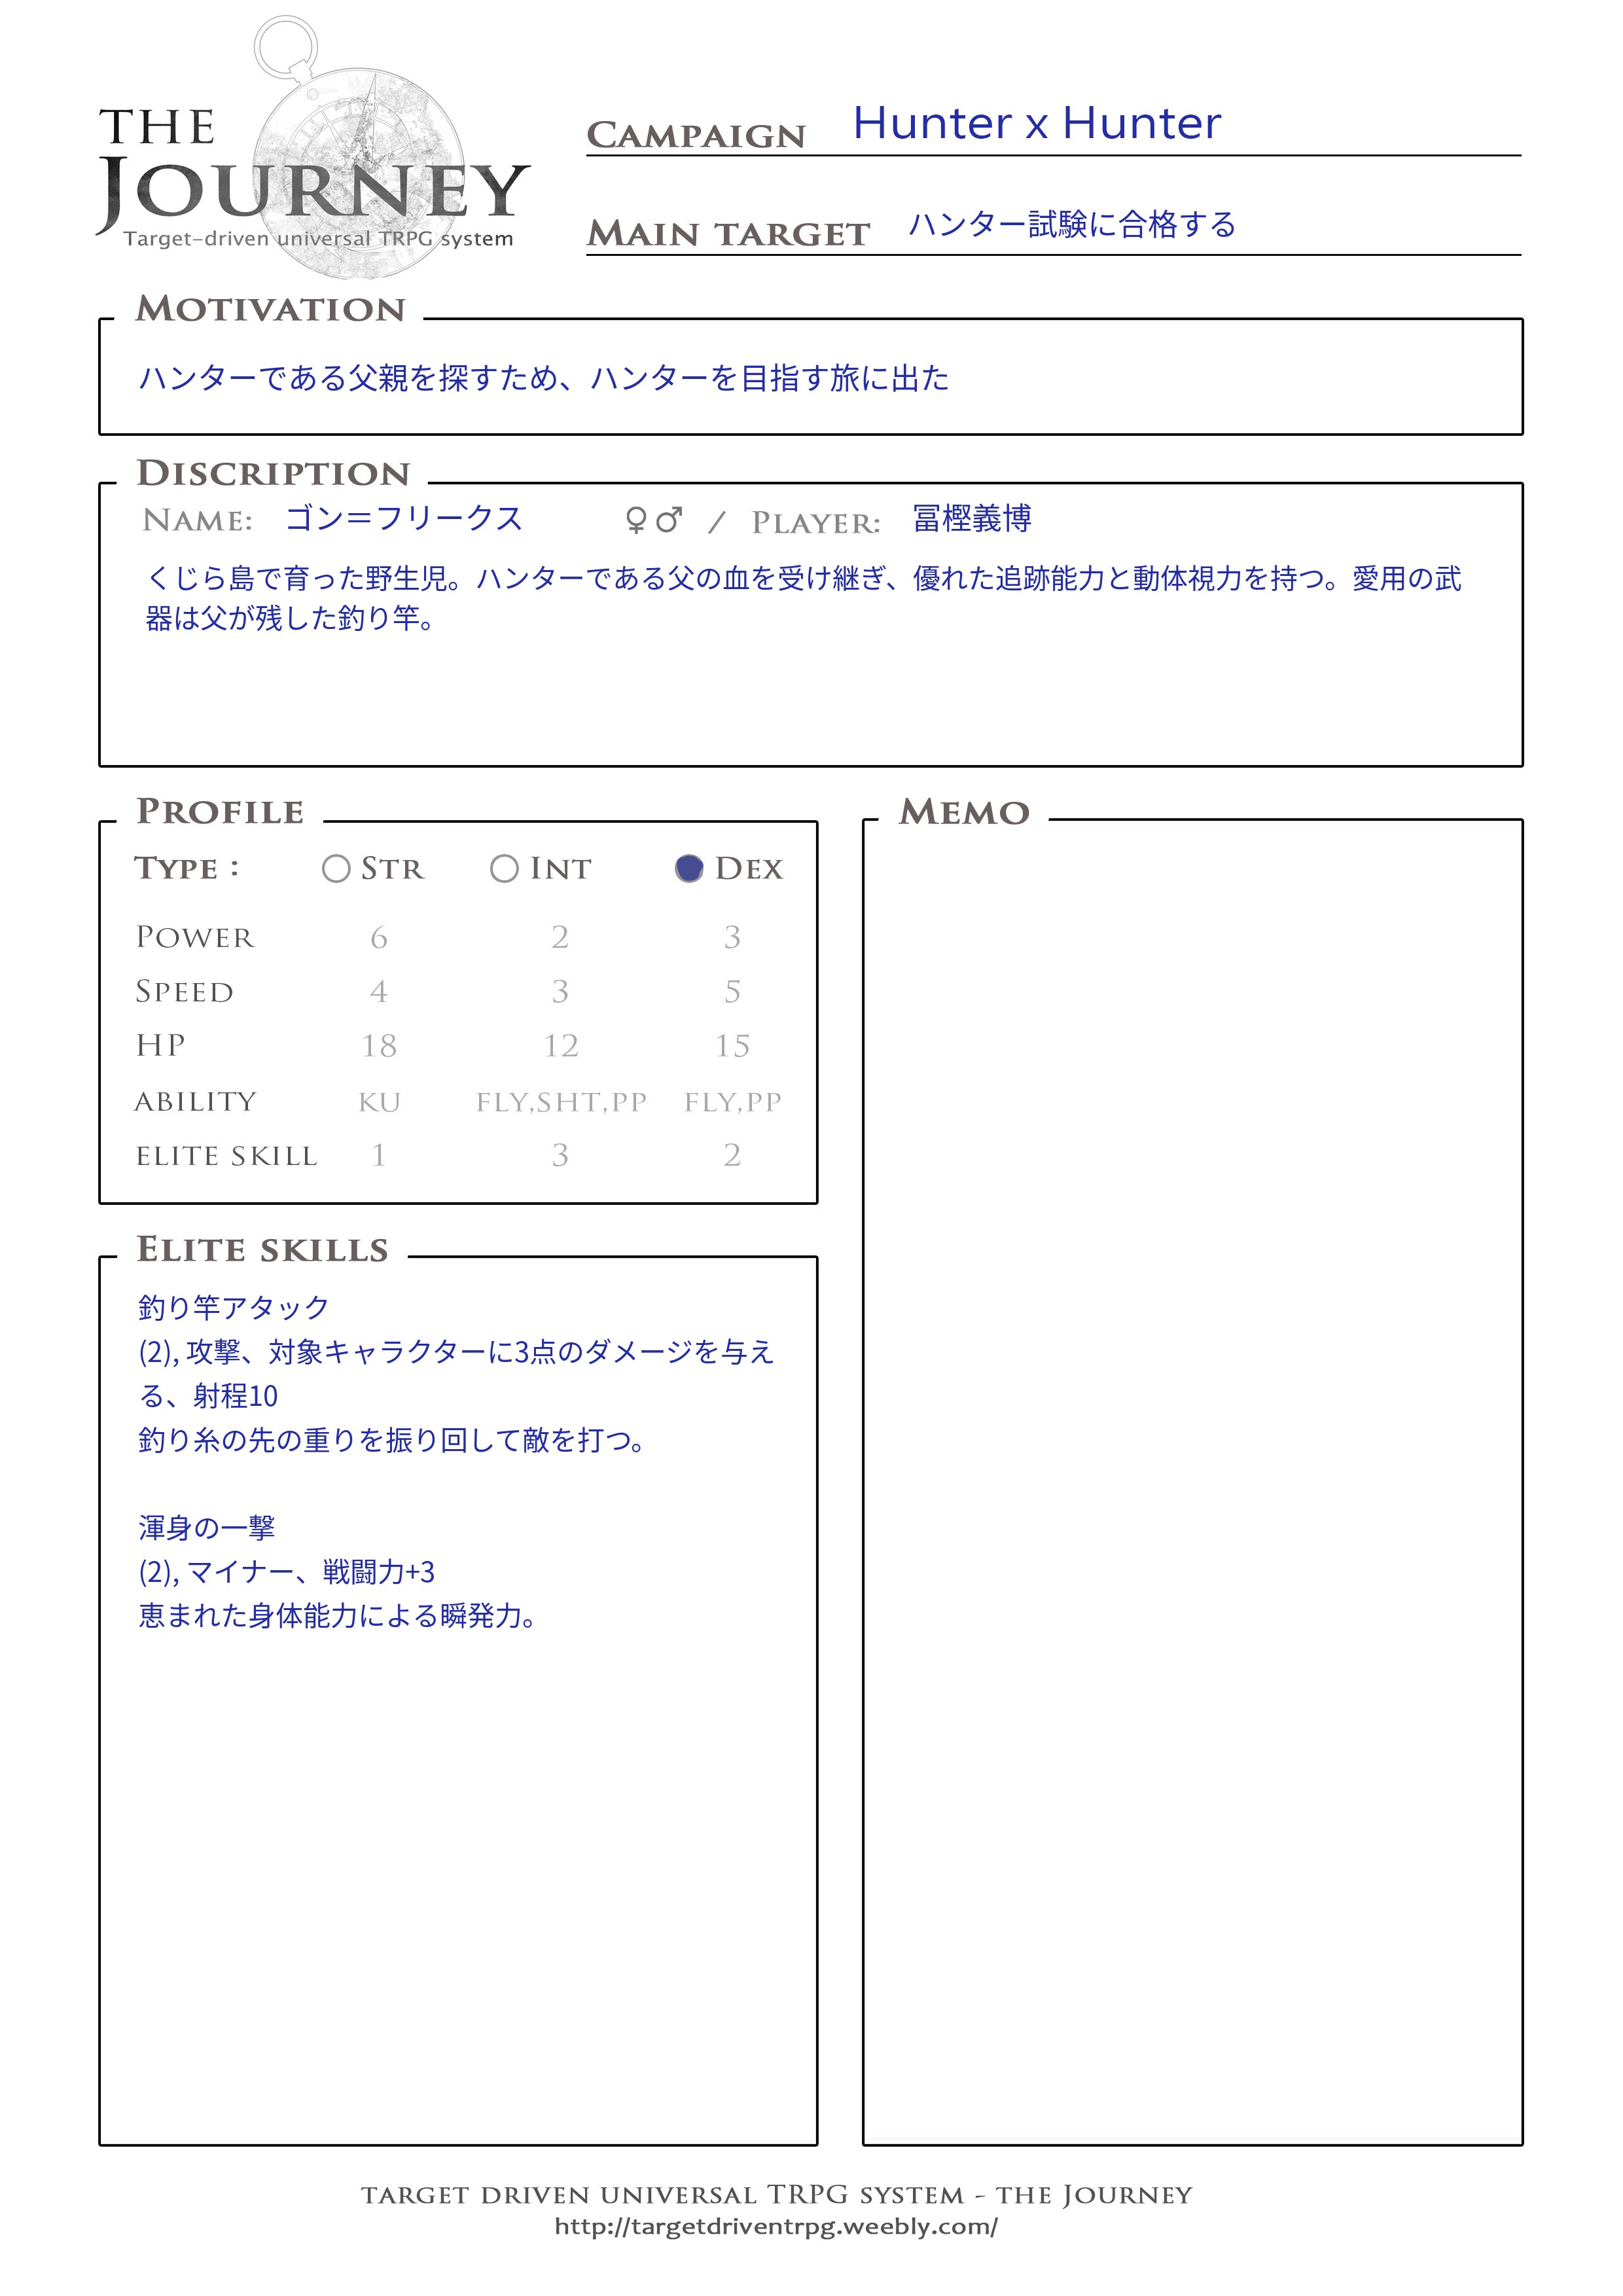 THE
JOURNEY
Target-driven universal TRPG system
CAMPAIGN Hunter x Hunter
MAIN TARGET ハンター試験に合格する
MOTIVATION
ハンターである父親を探すため、ハンターを目指す旅に出た
DISCRIPTION
NAME: ゴン＝フリークス ♀♂ / PLAYER: 冨樫義博
くじら島で育った野生児。ハンターである父の血を受け継ぎ、優れた追跡能力と動体視力を持つ。愛用の武
器は父が残した釣り竿。
PROFILE
TYPE : STR INT DEX
POWER 6 2 3
SPEED 4 3 5
HP 18 12 15
ABILITY KU FLY,SHT,PP FLY,PP
ELITE SKILL 1 3 2
ELITE SKILLS
釣り竿アタック
(2), 攻撃、対象キャラクターに3点のダメージを与え
る、射程10
釣り糸の先の重りを振り回して敵を打つ。
渾身の一撃
(2), マイナー、戦闘力+3
恵まれた身体能力による瞬発力。
MEMO
TARGET DRIVEN UNIVERSAL TRPG SYSTEM - THE JOURNEY
http://targetdriventrpg.weebly.com/